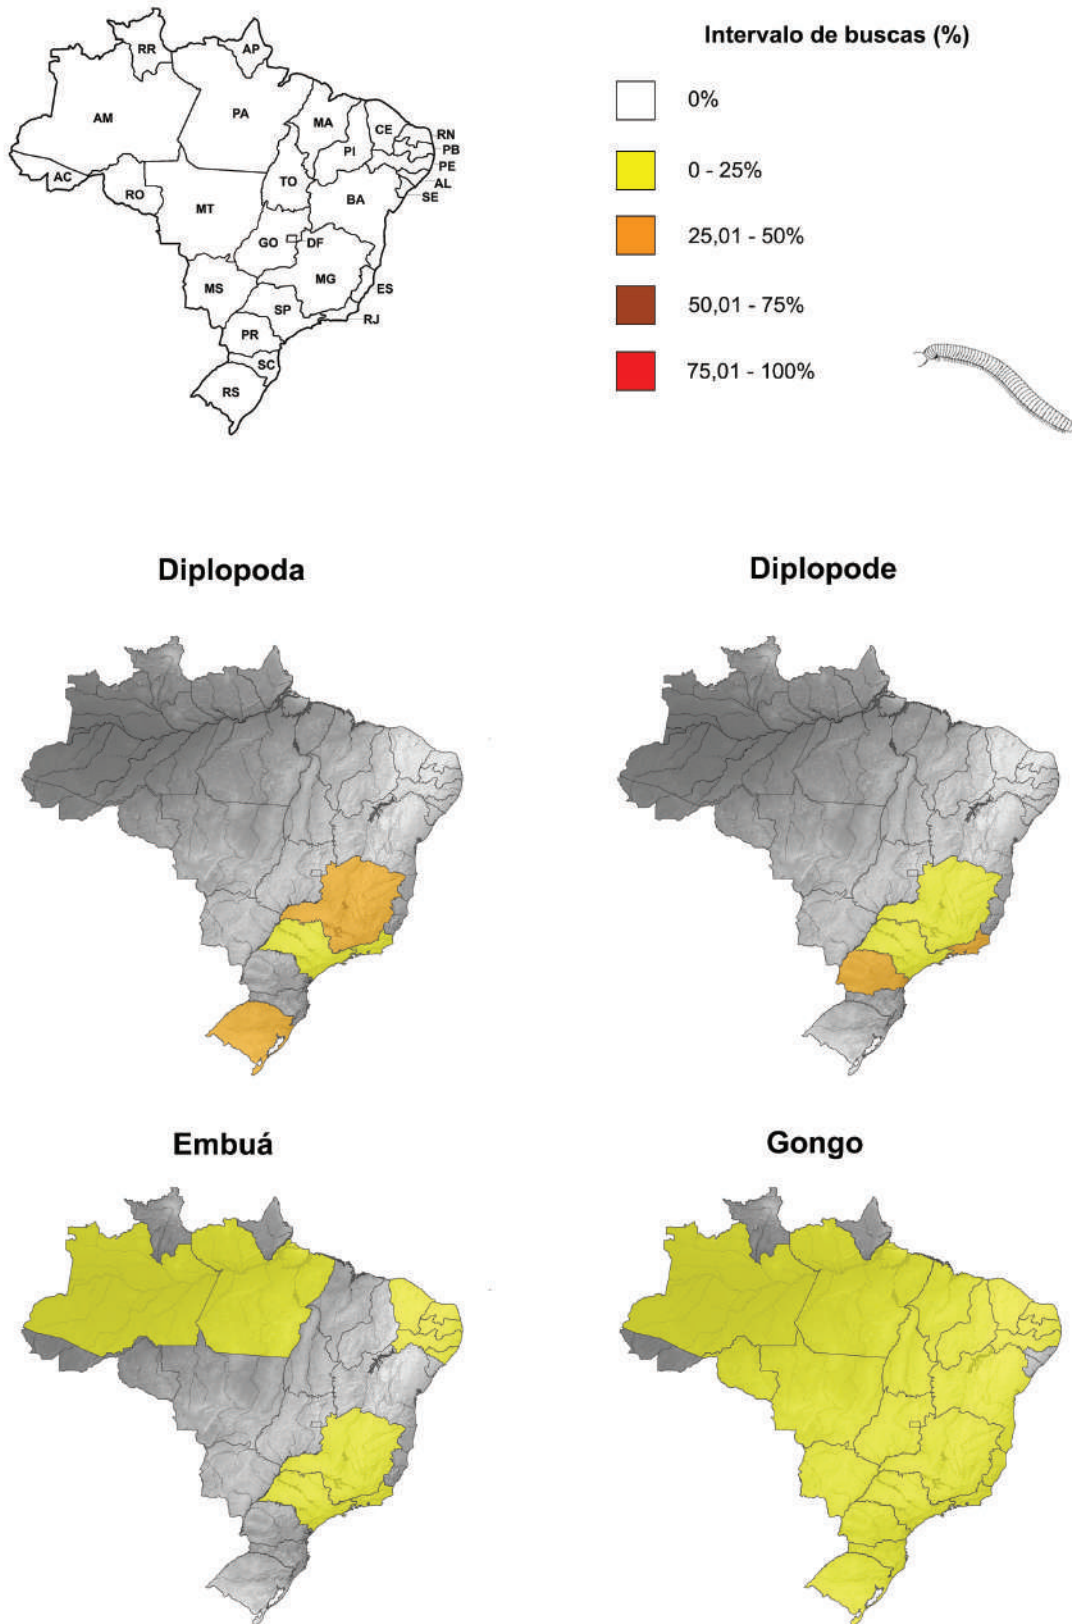 Intervalo de buscas (%)
0%
0 - 25%
25,01 - 50%
50,01 - 75%
75,01 - 100%
RR
AP
AM
PA
MA
CE
RN
PB
PI
PE
AC
TO
AL
RO
BA
SE
MT
GO
DF
MG
MS
ES
SP
RJ
PR
SC
RS
Diplopoda
Diplopode
Embuá
Gongo